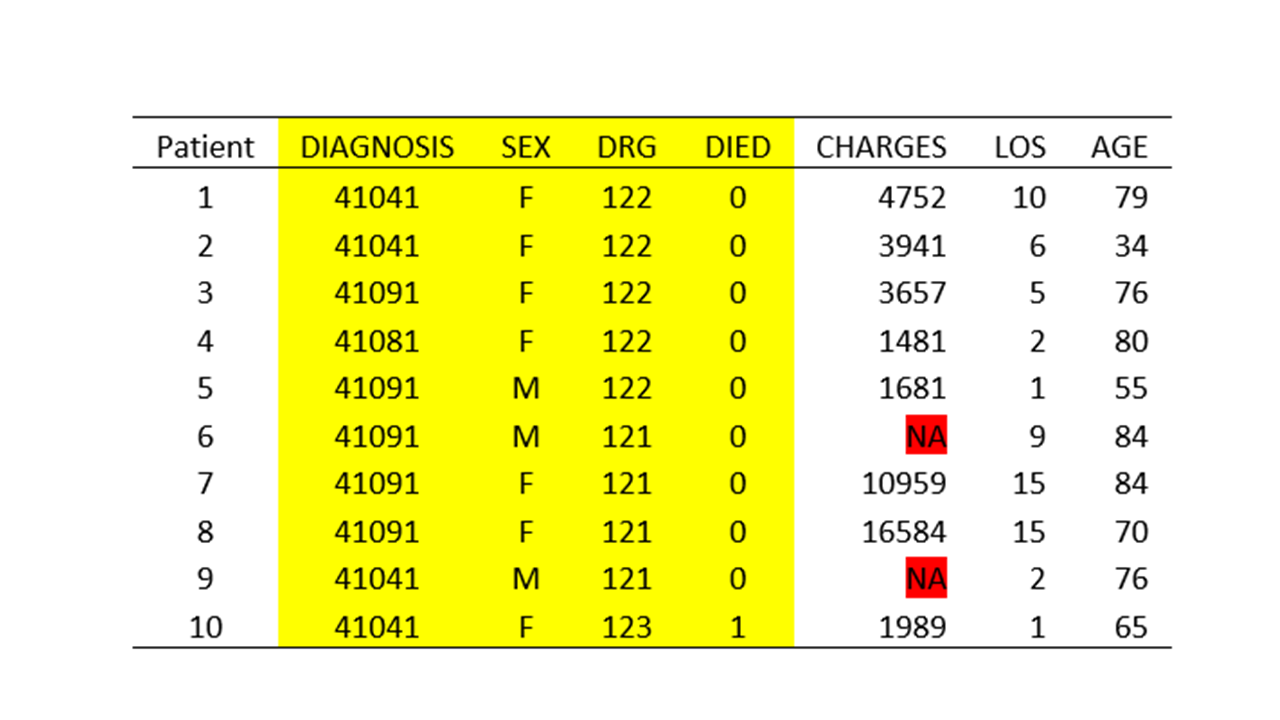 Patient DIAGNOSIS SEX DRG DIED CHARGES LOS AGE
1 41041 F 122 0 4752 10 79
2 41041 F 122 0 3941 6 34
3 41091 F 122 0 3657 5 76
4 41081 F 122 0 1481 2 80
5 41091 M 122 0 1681 1 55
6 41091 M 121 0 NA 9 84
7 41091 F 121 0 10959 15 84
8 41091 F 121 0 16584 15 70
9 41041 M 121 0 NA 2 76
10 41041 F 123 1 1989 1 65